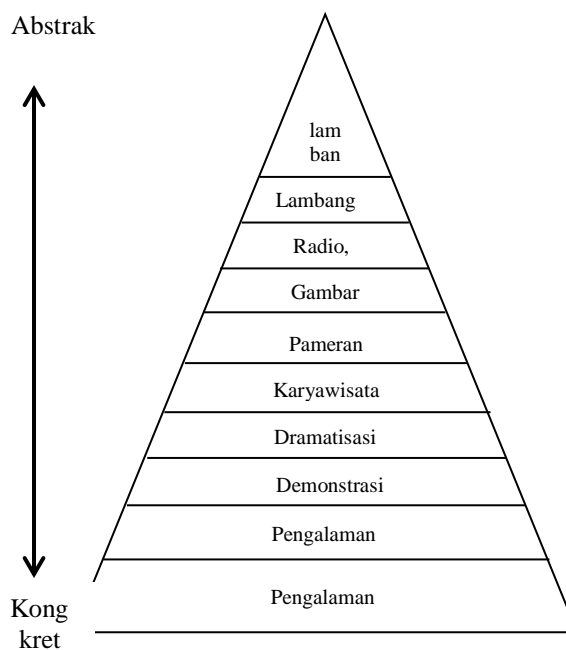 Abstrak
lam
ban
Lambang
Radio,
Gambar
Pameran
Karyawisata
Dramatisasi
Demonstrasi
Pengalaman
Pengalaman
Kong
kret